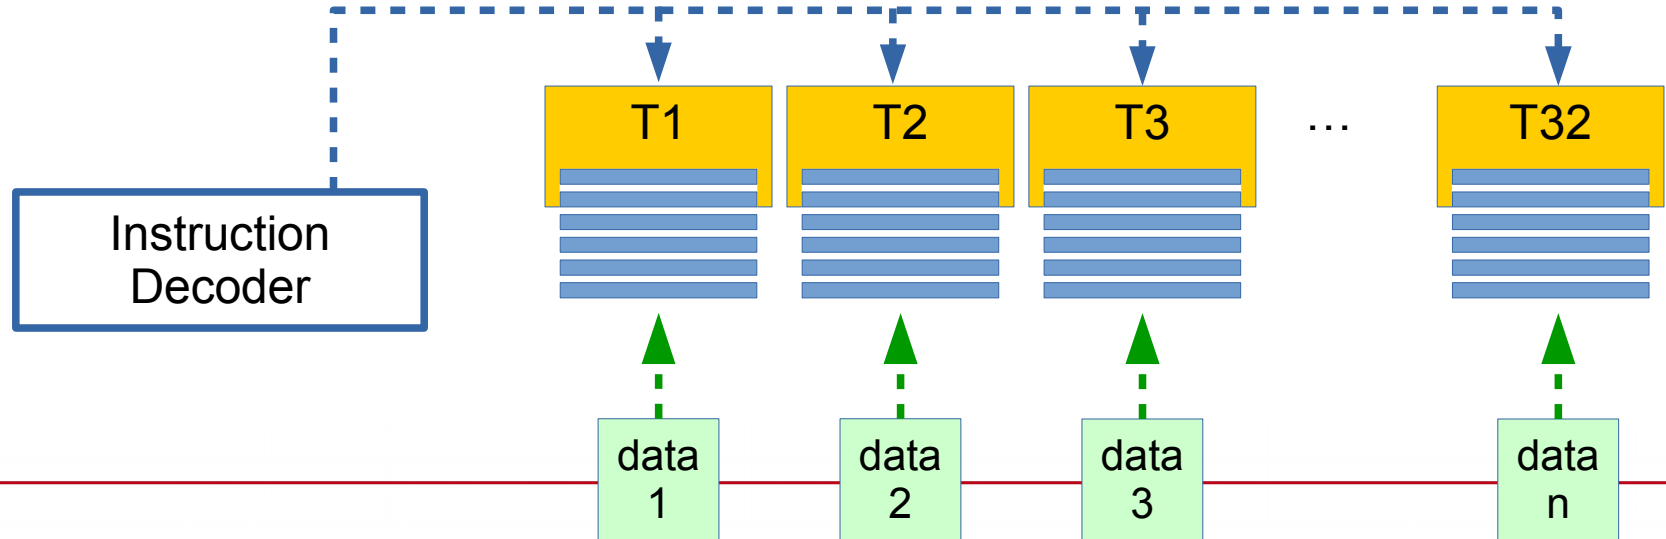 T1
T2
T3
...
T32
Instruction
Decoder
data
1
data
2
data
3
data
n